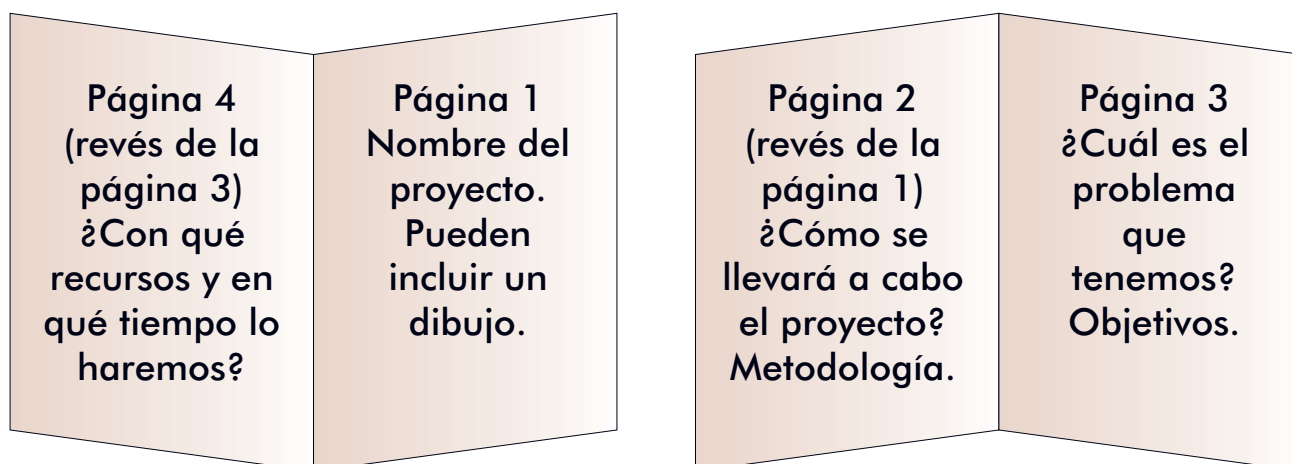 Página 4
(revés de la
página 3)
¿Con qué
recursos y en
qué tiempo lo
haremos?
Página 1
Nombre del
proyecto.
Pueden
incluir un
dibujo.
Página 2
(revés de la
página 1)
¿Cómo se
llevará a cabo
el proyecto?
Metodología.
Página 3
¿Cuál es el
problema
que
tenemos?
Objetivos.